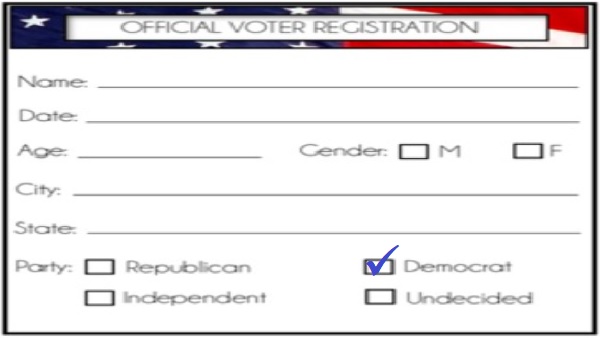 OFFICIAL VOTER REGISTRATION
Name:
Date:
Age: Gender: M F
City:
State:
Party: Republican Democrat
Independent Undecided